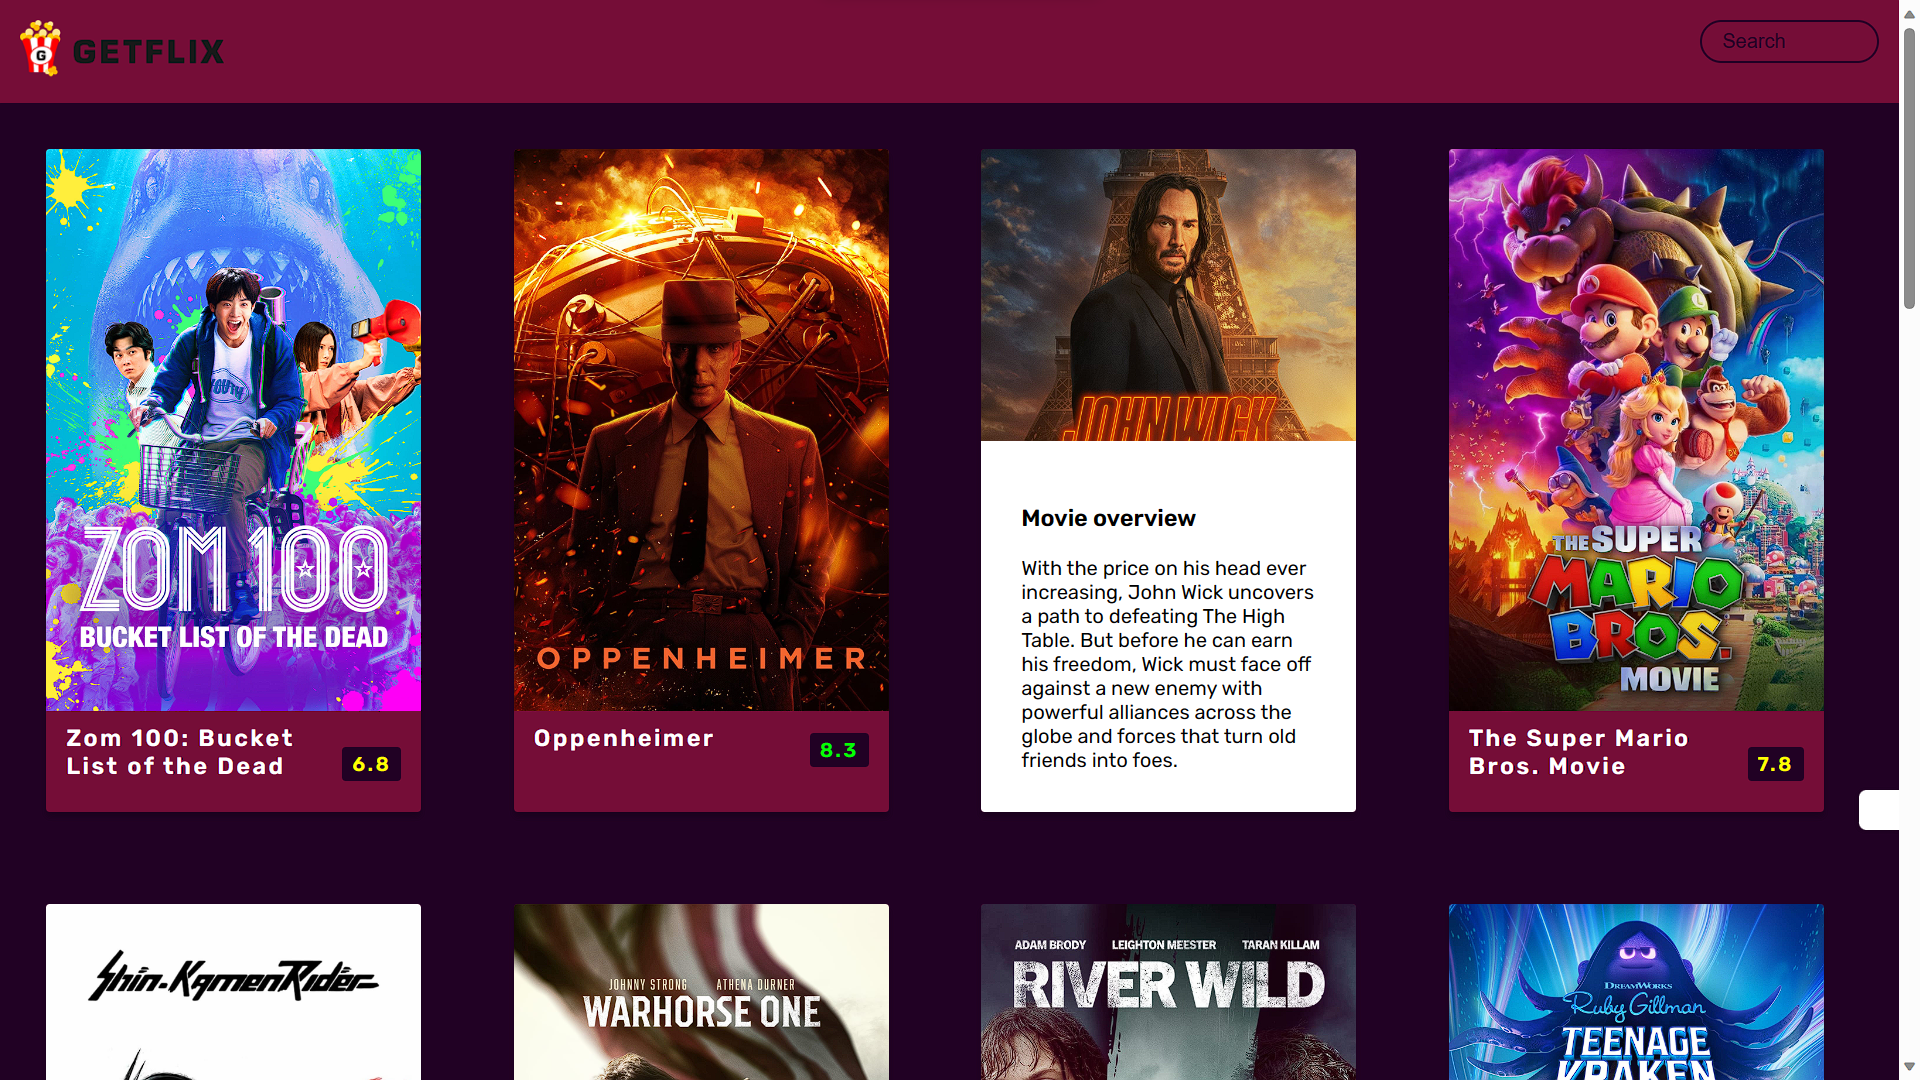 G
GETFLIX
Search
YOUTH
ZOM 100
BUCKET LIST OF THE DEAD
Zom 100: Bucket
List of the Dead
6.8
OPPENHEIMER
Oppenheimer
8.3
JOHN WICK
Movie overview
With the price on his head ever
increasing, John Wick uncovers
a path to defeating The High
Table. But before he can earn
his freedom, Wick must face off
against a new enemy with
powerful alliances across the
globe and forces that turn old
friends into foes.
THE SUPER
MARIO
BROS.
MOVIE
The Super Mario
Bros. Movie
7.8
Shin.KamenRider
JOHNNY STRONG ATHENA DURNER
WARHORSE ONE
ADAM BRODY LEIGHTON MEESTER TARAN KILLAM
RIVER WILD
DREAMWORKS
Ruby Gillman
TEENAGE
KRAKEN